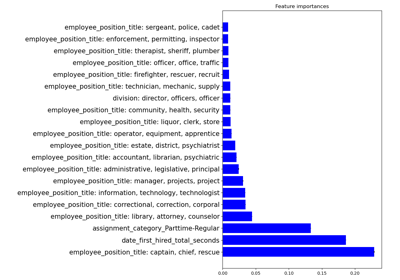 Feature importances
employee_position_title: sergeant, police, cadet
employee_position_title: enforcement, permitting, inspector
employee_position_title: therapist, sheriff, plumber
employee_position_title: officer, office, traffic
employee_position_title: firefighter, rescuer, recruit
employee_position_title: technician, mechanic, supply
division: director, officers, officer
employee_position_title: community, health, security
employee_position_title: liquor, clerk, store
employee_position_title: operator, equipment, apprentice
employee_position_title: estate, district, psychiatrist
employee_position_title: accountant, librarian, psychiatric
employee_position_title: administrative, legislative, principal
employee_position_title: manager, projects, project
employee_position_title: information, technology, technologist
employee_position_title: correctional, correction, corporal
employee_position_title: library, attorney, counselor
assignment_category_Parttime-Regular
date_first_hired_total_seconds
employee_position_title: captain, chief, rescue
0.00 0.05 0.10 0.15 0.20